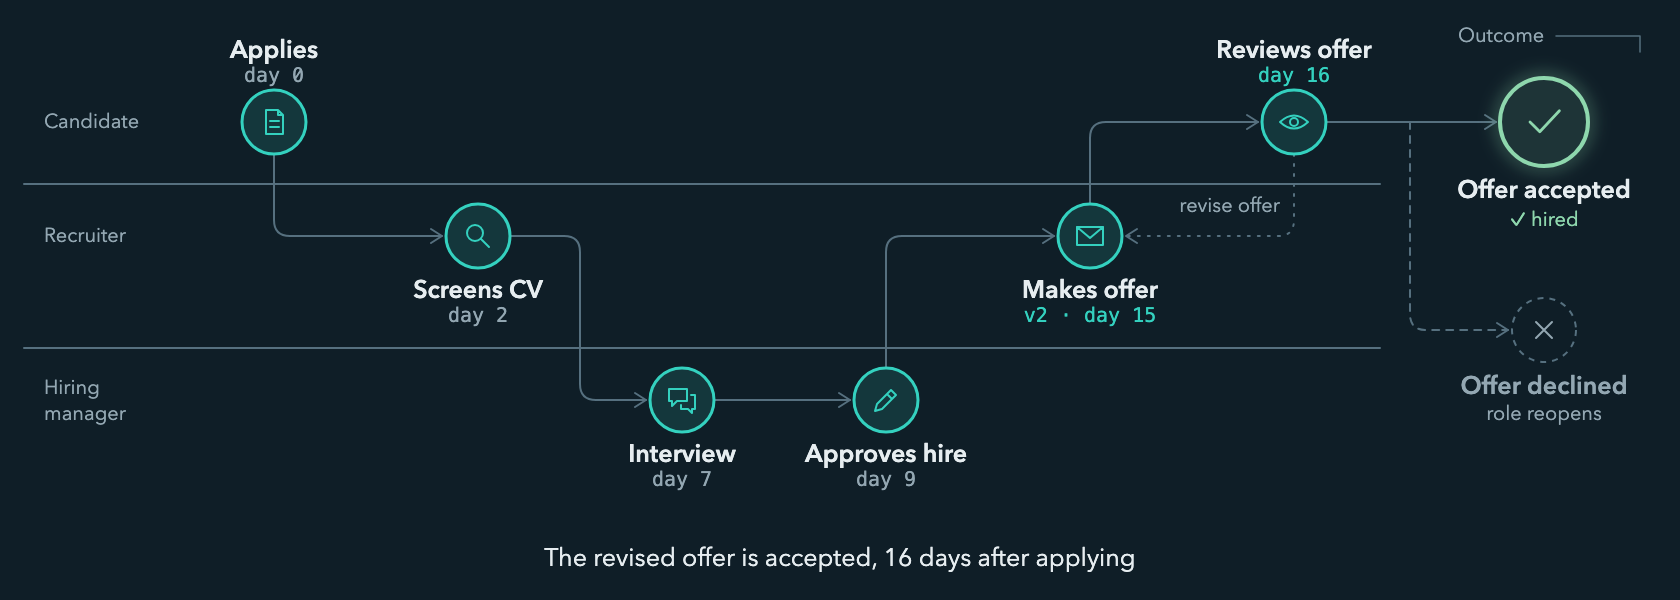 Applies
day 0
Reviews offer
day 16
Outcome
Candidate
Offer accepted
✓ hired
Recruiter
revise offer
Screens CV
day 2
Makes offer
v2 · day 15
Hiring
manager
Offer declined
role reopens
Interview
day 7
Approves hire
day 9
The revised offer is accepted, 16 days after applying